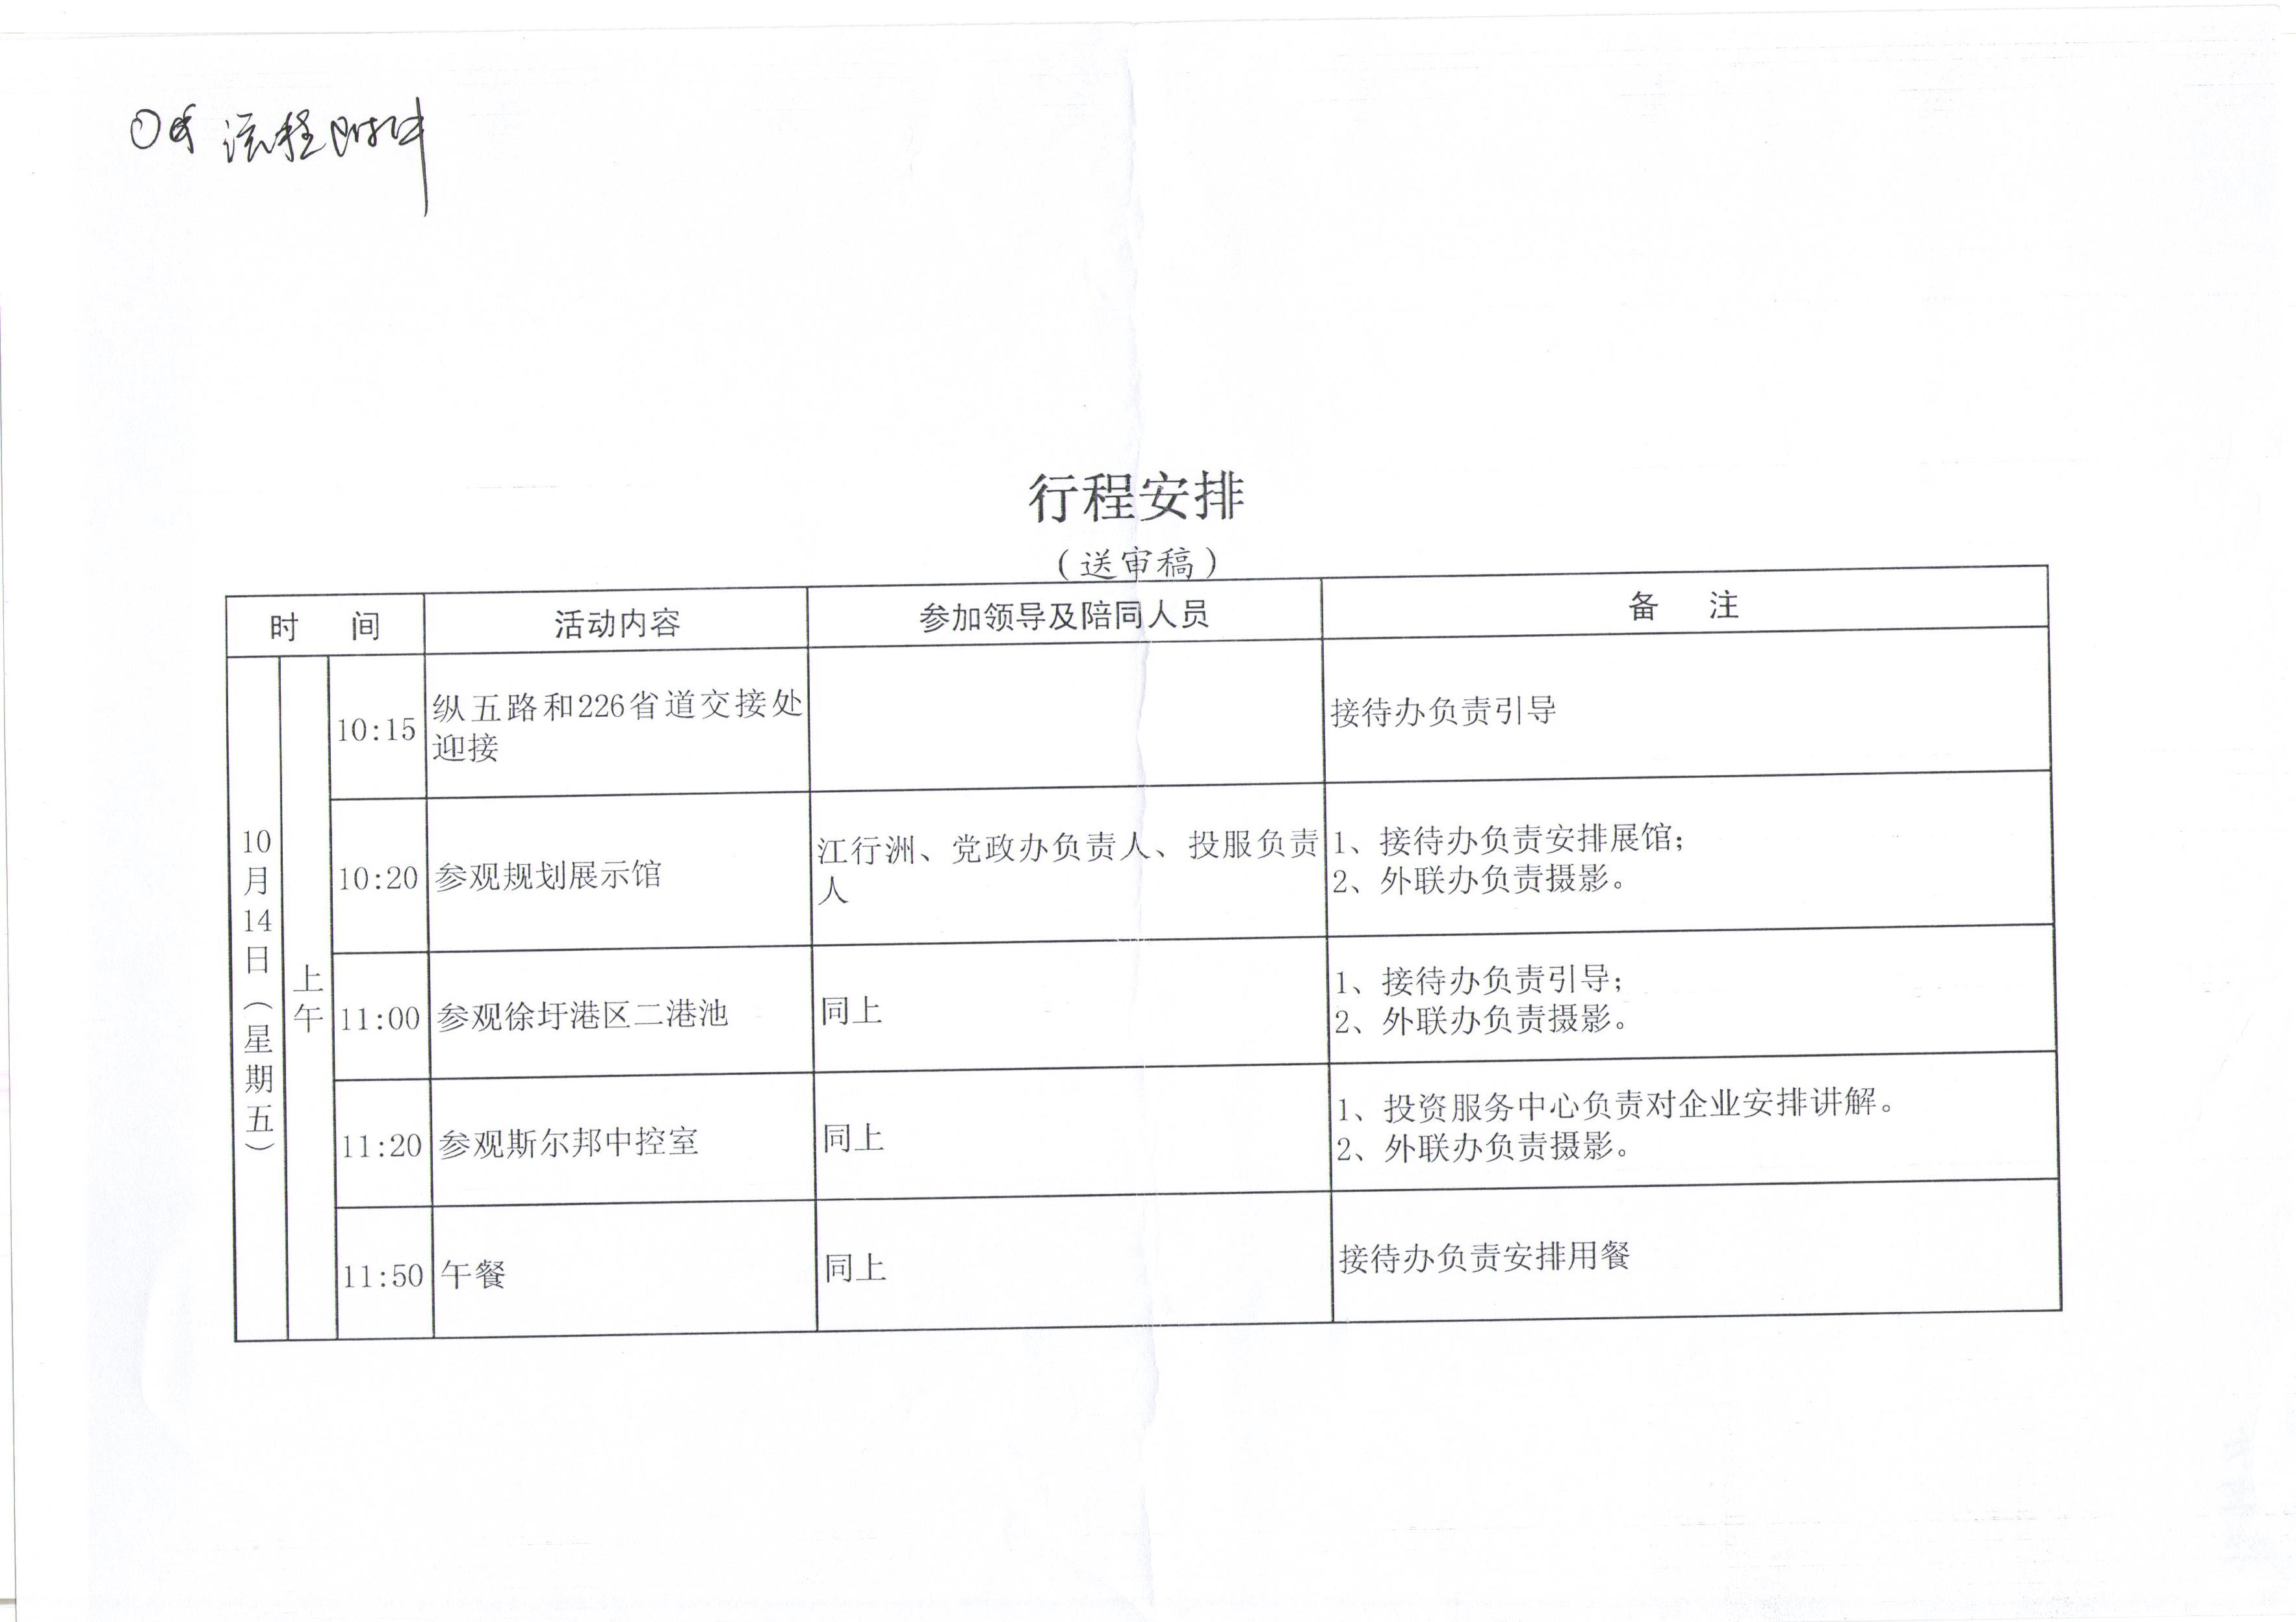 OA 流程附件
行程安排
（送审稿）
时 间 活动内容 参加领导及陪同人员 备 注
10月14日（星期五）
上午
10:15 纵五路和226省道交接处
迎接
接待办负责引导
10:20 参观规划展示馆
江行洲、党政办负责人、投服负责
人
1、接待办负责安排展馆；
2、外联办负责摄影。
11:00 参观徐圩港区二港池 同上
1、接待办负责引导；
2、外联办负责摄影。
11:20 参观斯尔邦中控室 同上
1、投资服务中心负责对企业安排讲解。
2、外联办负责摄影。
11:50 午餐 同上 接待办负责安排用餐